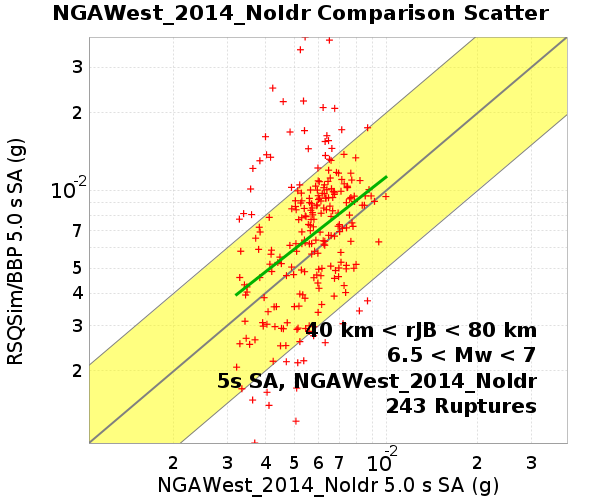 NGAWest_2014_NoIdr Comparison Scatter
RSQSim/BBP 5.0 s SA (g)
3
2
10-2
7
5
4
3
2
40 km < rJB < 80 km
6.5 < Mw < 7
5s SA, NGAWest_2014_NoIdr
243 Ruptures
2 3 4 5 6 7 10-2 2 3
NGAWest_2014_NoIdr 5.0 s SA (g)